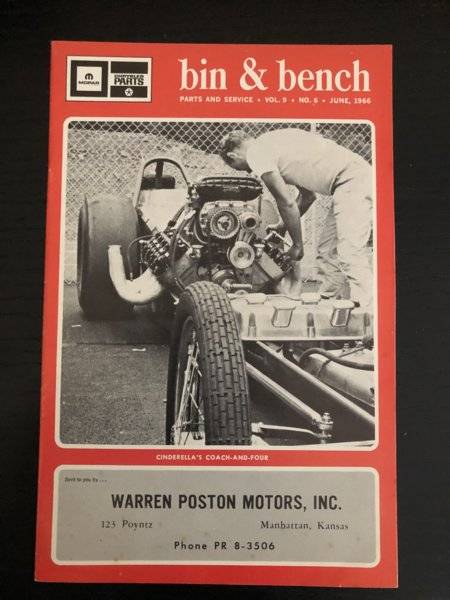 MOPAR
CHRYSLER
PARTS
bin & bench
PARTS AND SERVICE • VOL. 9 • NO. 6 • JUNE, 1966
CINDERELLA'S COACH-AND-FOUR
Sent to you by ...
WARREN POSTON MOTORS, INC.
123 Poyntz Manhattan, Kansas
Phone PR 8-3506